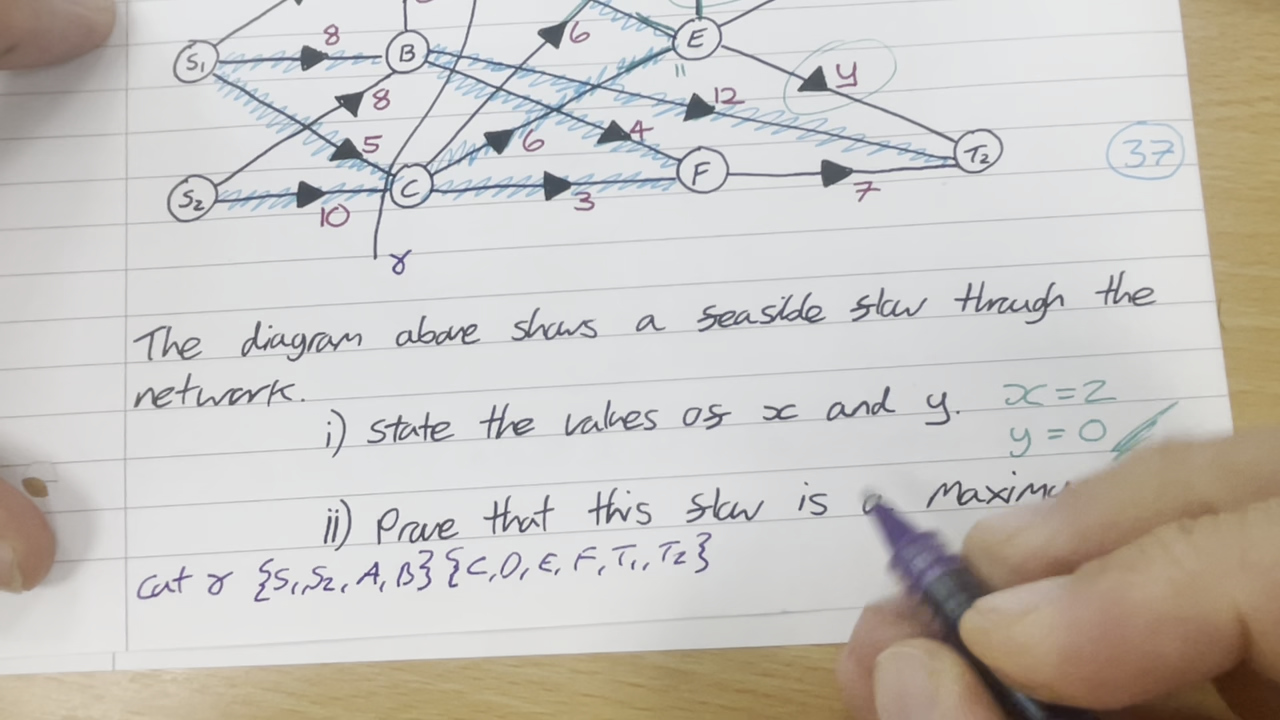 6
E
11
S₁
8
B
y
12
8
5
6
4
T₂
37
C
F
S₂
10
3
7
γ
The diagram above shows a feasible flow through the
network.
i) State the values of x and y. x = 2
y = 0
ii) Prove that this flow is a maximu
cut γ {S₁, S₂, A, B} {C, D, E, F, T₁, T₂}